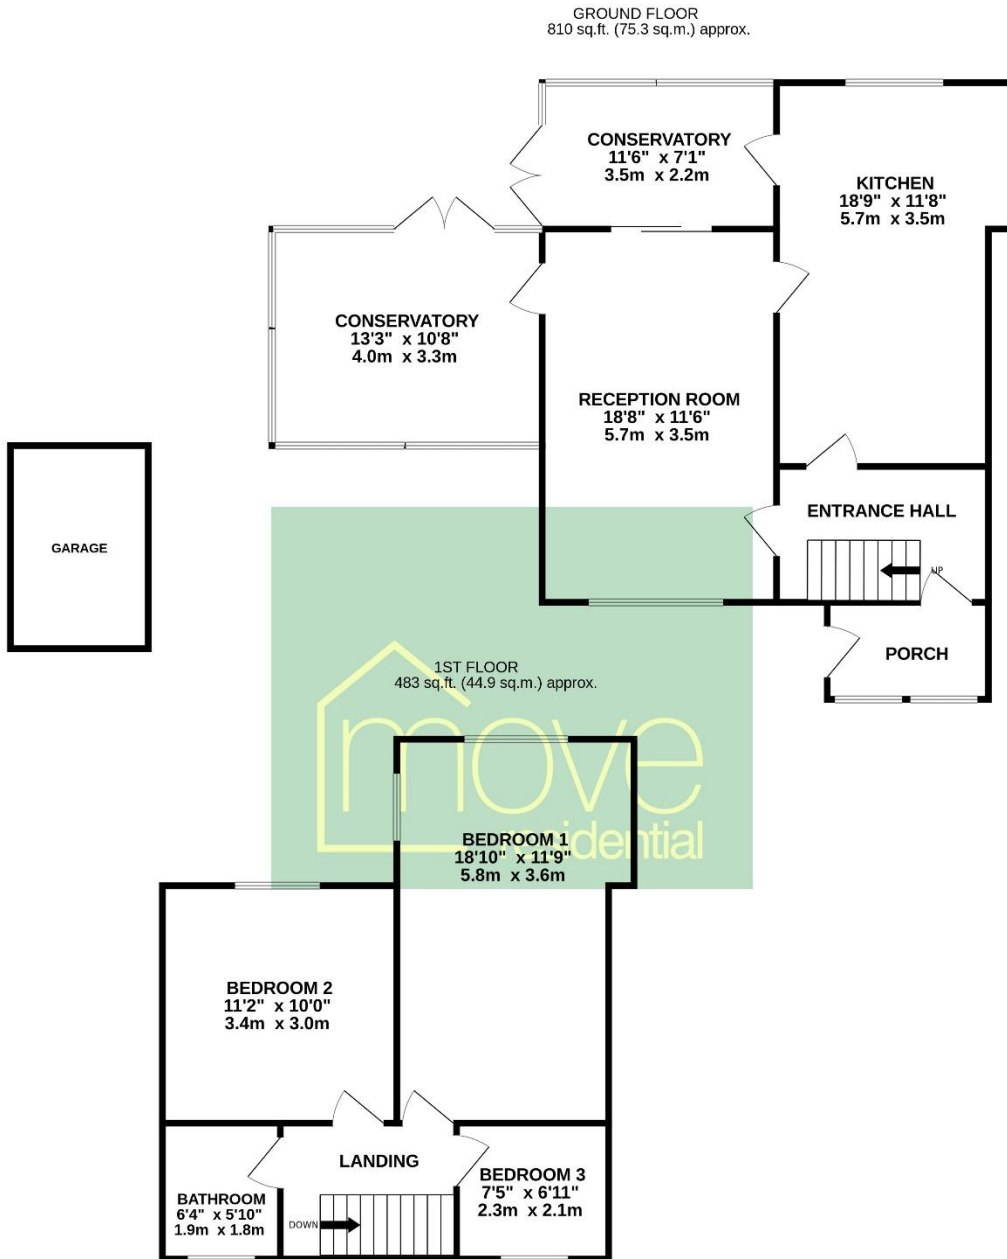 GROUND FLOOR
810 sq.ft. (75.3 sq.m.) approx.
CONSERVATORY
11'6" x 7'1"
3.5m x 2.2m
KITCHEN
18'9" x 11'8"
5.7m x 3.5m
CONSERVATORY
13'3" x 10'8"
4.0m x 3.3m
RECEPTION ROOM
18'8" x 11'6"
5.7m x 3.5m
ENTRANCE HALL
UP
GARAGE
PORCH
1ST FLOOR
483 sq.ft. (44.9 sq.m.) approx.
move
residential
BEDROOM 1
18'10" x 11'9"
5.8m x 3.6m
BEDROOM 2
11'2" x 10'0"
3.4m x 3.0m
LANDING
BEDROOM 3
7'5" x 6'11"
2.3m x 2.1m
BATHROOM
6'4" x 5'10"
1.9m x 1.8m
DOWN